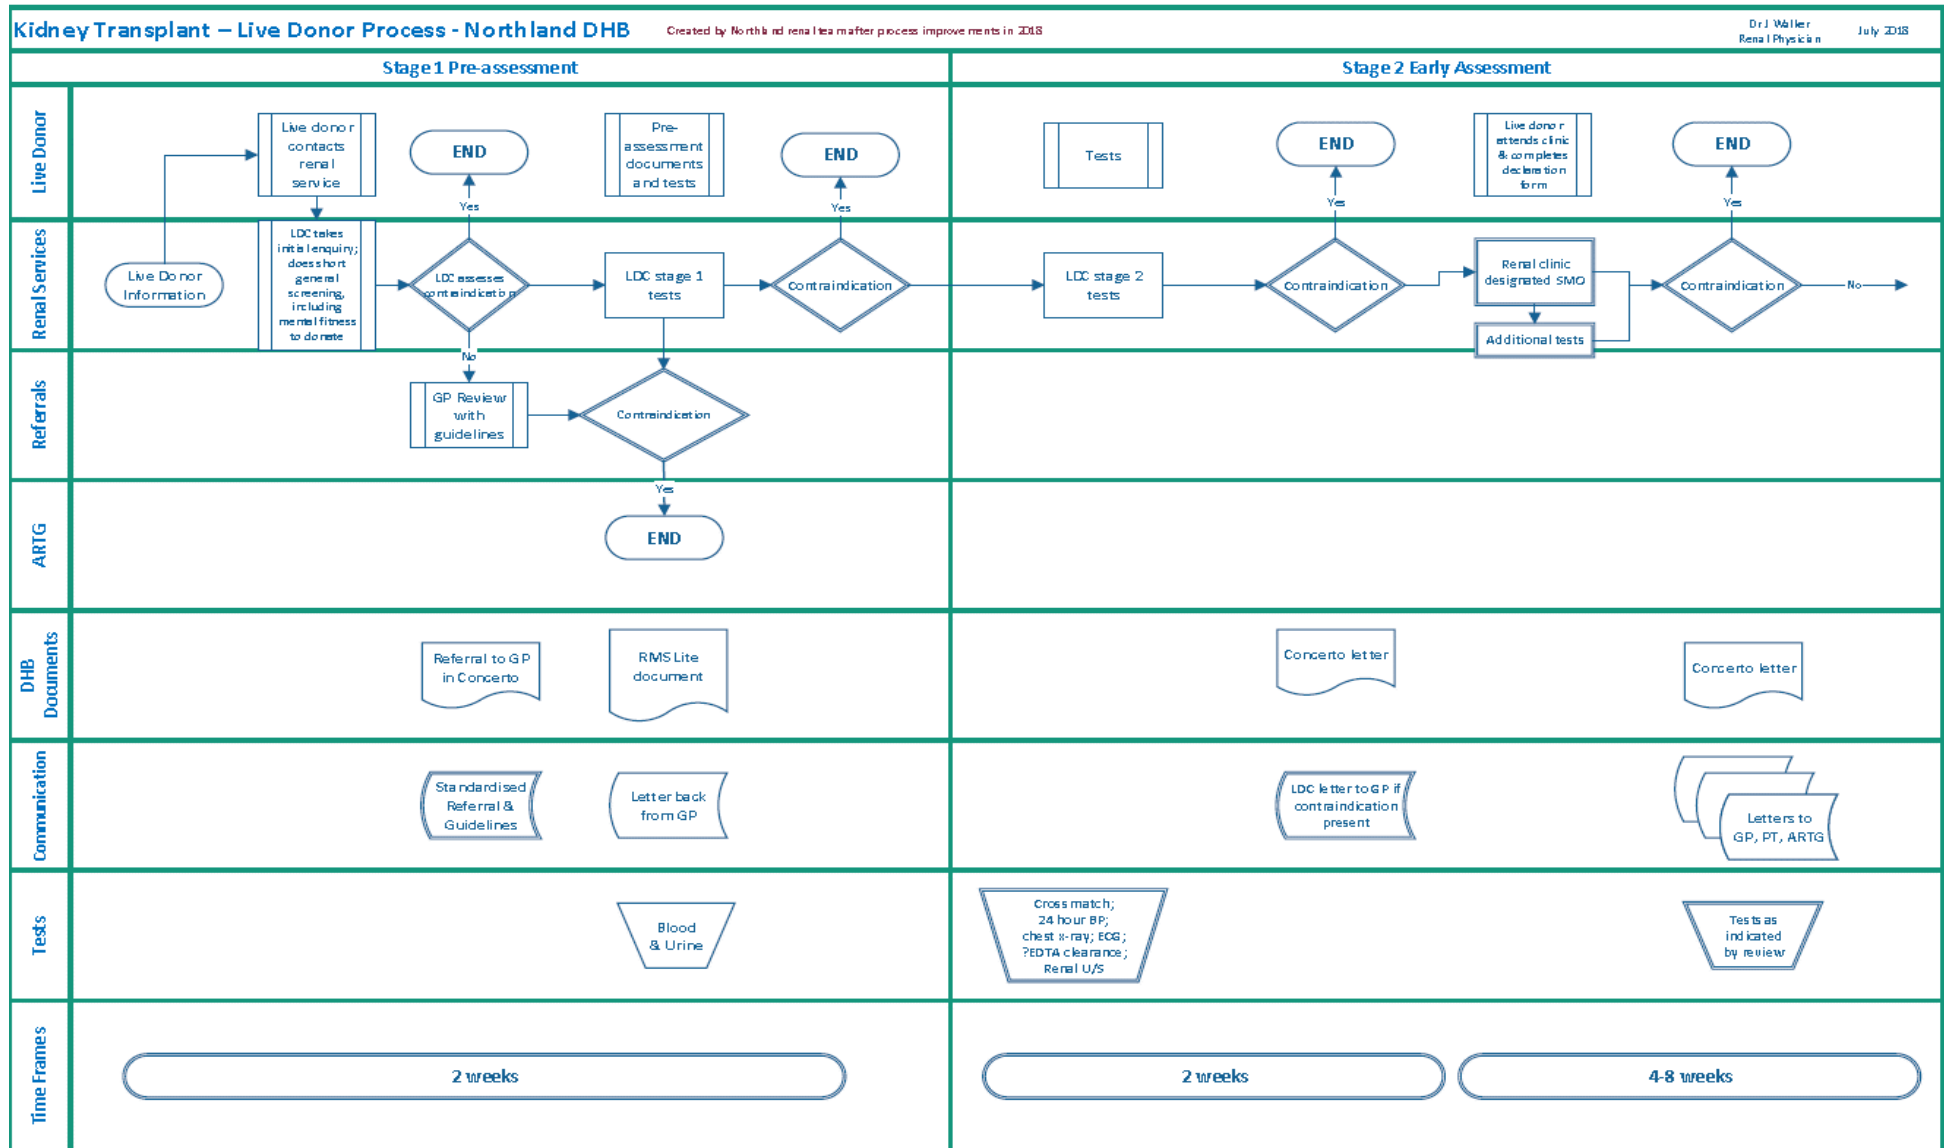 Kidney Transplant – Live Donor Process - Northland DHB
Created by Northland renal team after process improvements in 2018
Dr J Walker
Renal Physician
July 2018
Stage 1 Pre-assessment
Stage 2 Early Assessment
Live Donor
Live donor
contacts
renal
service
END
Yes
Pre-
assessment
documents
and tests
END
Yes
Tests
END
Yes
Live donor
attends clinic
& completes
declaration
form
END
Yes
Renal Services
Live Donor
Information
LDC takes
initial enquiry;
does short
general
screening,
including
mental fitness
to donate
LDC assesses
contraindication
No
LDC stage 1
tests
Contraindication
LDC stage 2
tests
Contraindication
Renal clinic
designated SMO
Additional tests
Contraindication
No
Referrals
GP Review
with
guidelines
Contraindication
Yes
ARTG
END
DHB
Documents
Referral to GP
in Concerto
RMS Lite
document
Concerto letter
Concerto letter
Communication
Standardised
Referral &
Guidelines
Letter back
from GP
LDC letter to GP if
contraindication
present
Letters to
GP, PT, ARTG
Tests
Blood
& Urine
Cross match;
24 hour BP;
chest x-ray; ECG;
?EDTA clearance;
Renal U/S
Tests as
indicated
by review
Time Frames
2 weeks
2 weeks
4-8 weeks